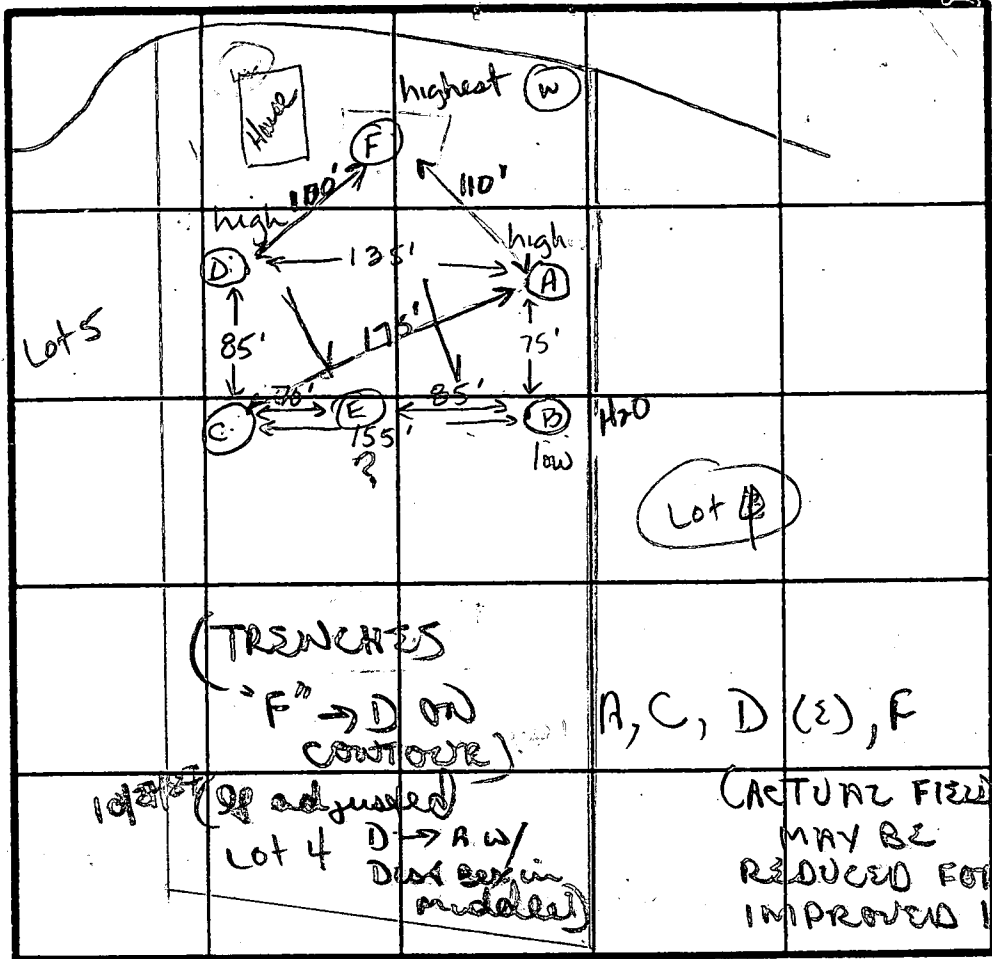 House
highest W
F
100'
110'
high
high
D
135'
A
Lot 5
85'
175'
75'
C
E
85'
B
H2O
155'
?
low
Lot
(TRENCHES
"F" → D ON
CONTOUR)
A, C, D (E), F
(If adjusted
Lot 4 D → A w/
Dist box in
middle)
(ACTUAL FIELD
MAY BE
REDUCED FOR
IMPROVED